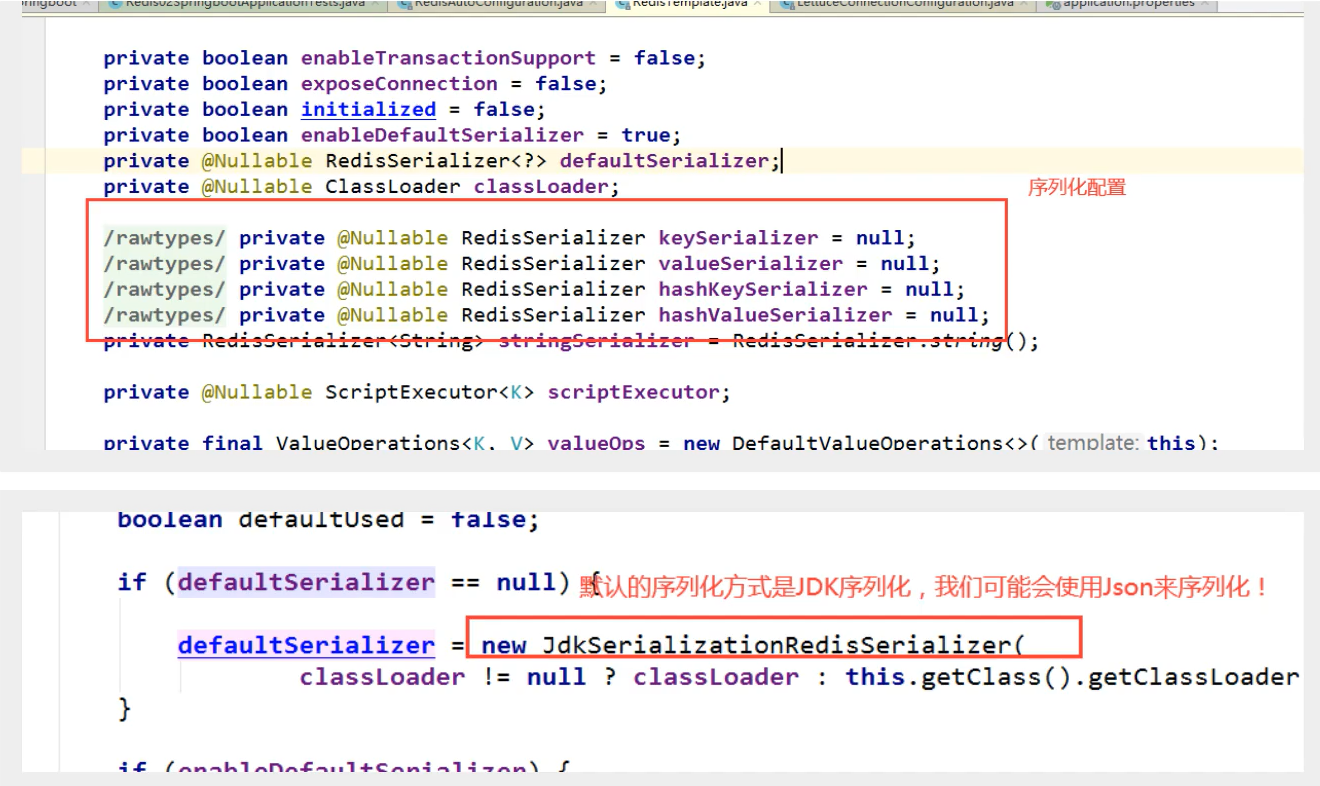 ringboot Redis02SpringbootApplicationTests.java RedisAutoConfiguration.java RedisTemplate.java LettuceConnectionConfiguration.java application.properties
private boolean enableTransactionSupport = false;
private boolean exposeConnection = false;
private boolean initialized = false;
private boolean enableDefaultSerializer = true;
private @Nullable RedisSerializer<?> defaultSerializer;
private @Nullable ClassLoader classLoader;
序列化配置
/rawtypes/ private @Nullable RedisSerializer keySerializer = null;
/rawtypes/ private @Nullable RedisSerializer valueSerializer = null;
/rawtypes/ private @Nullable RedisSerializer hashKeySerializer = null;
/rawtypes/ private @Nullable RedisSerializer hashValueSerializer = null;
private RedisSerializer<String> stringSerializer = RedisSerializer.string();
private @Nullable ScriptExecutor<K> scriptExecutor;
private final ValueOperations<K, V> valueOps = new DefaultValueOperations<>( template: this);
boolean defaultUsed = false;
if (defaultSerializer == null) {
默认的序列化方式是JDK序列化，我们可能会使用Json来序列化！
defaultSerializer = new JdkSerializationRedisSerializer(
classLoader != null ? classLoader : this.getClass().getClassLoader
}
if (enableDefaultSerializer) {